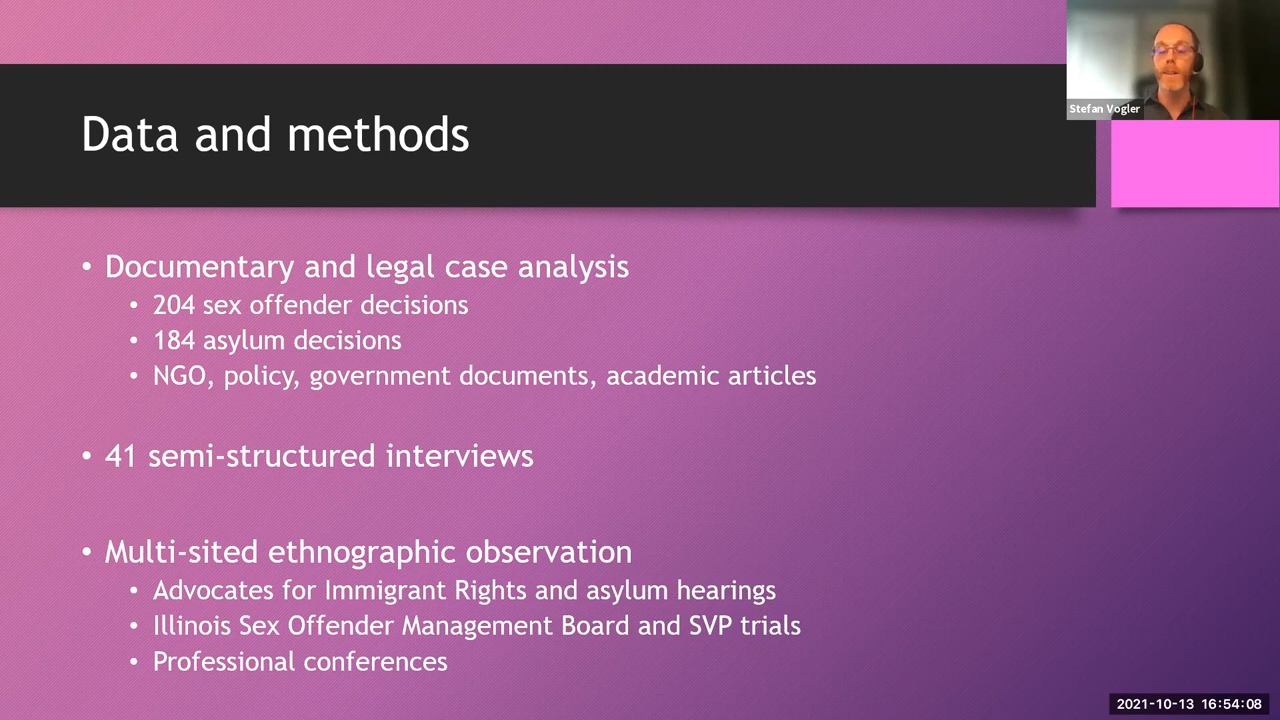 Stefan Vogler
Data and methods
• Documentary and legal case analysis
• 204 sex offender decisions
• 184 asylum decisions
• NGO, policy, government documents, academic articles
• 41 semi-structured interviews
• Multi-sited ethnographic observation
• Advocates for Immigrant Rights and asylum hearings
• Illinois Sex Offender Management Board and SVP trials
• Professional conferences
2021-10-13 16:54:08